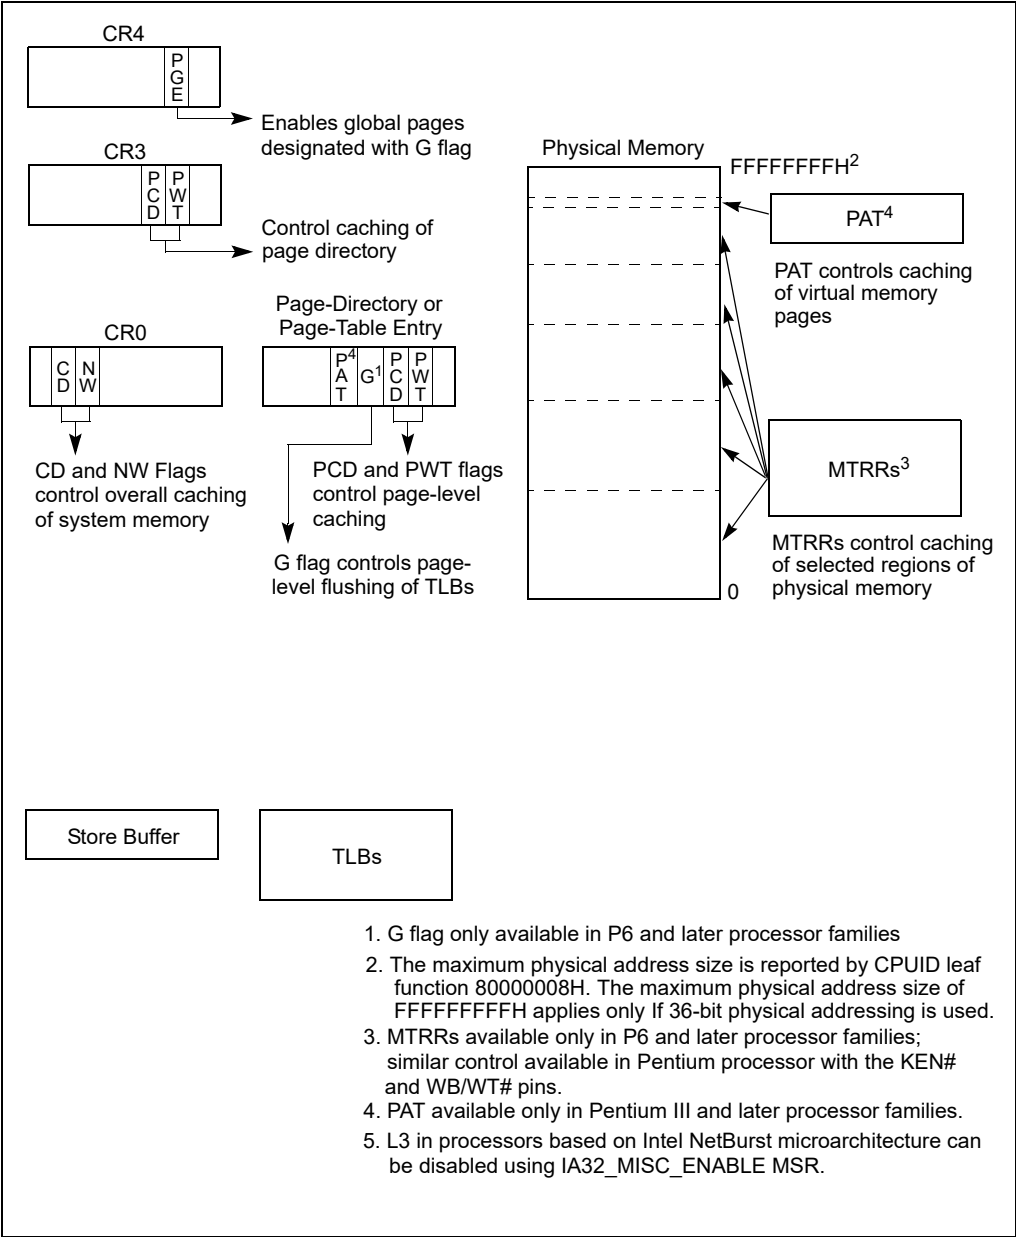 CR4
PGE
Enables global pages
designated with G flag
CR3
PCD PWT
Control caching of
page directory
Physical Memory
FFFFFFFFH2
PAT4
PAT controls caching
of virtual memory
pages
CR0
CD NW
CD and NW Flags
control overall caching
of system memory
Page-Directory or
Page-Table Entry
PAT4 G1 PCD PWT
PCD and PWT flags
control page-level
caching
G flag controls page-
level flushing of TLBs
MTRRs3
MTRRs control caching
of selected regions of
physical memory
0
Store Buffer
TLBs
1. G flag only available in P6 and later processor families
2. The maximum physical address size is reported by CPUID leaf
function 80000008H. The maximum physical address size of
FFFFFFFFFH applies only If 36-bit physical addressing is used.
3. MTRRs available only in P6 and later processor families;
similar control available in Pentium processor with the KEN#
and WB/WT# pins.
4. PAT available only in Pentium III and later processor families.
5. L3 in processors based on Intel NetBurst microarchitecture can
be disabled using IA32_MISC_ENABLE MSR.